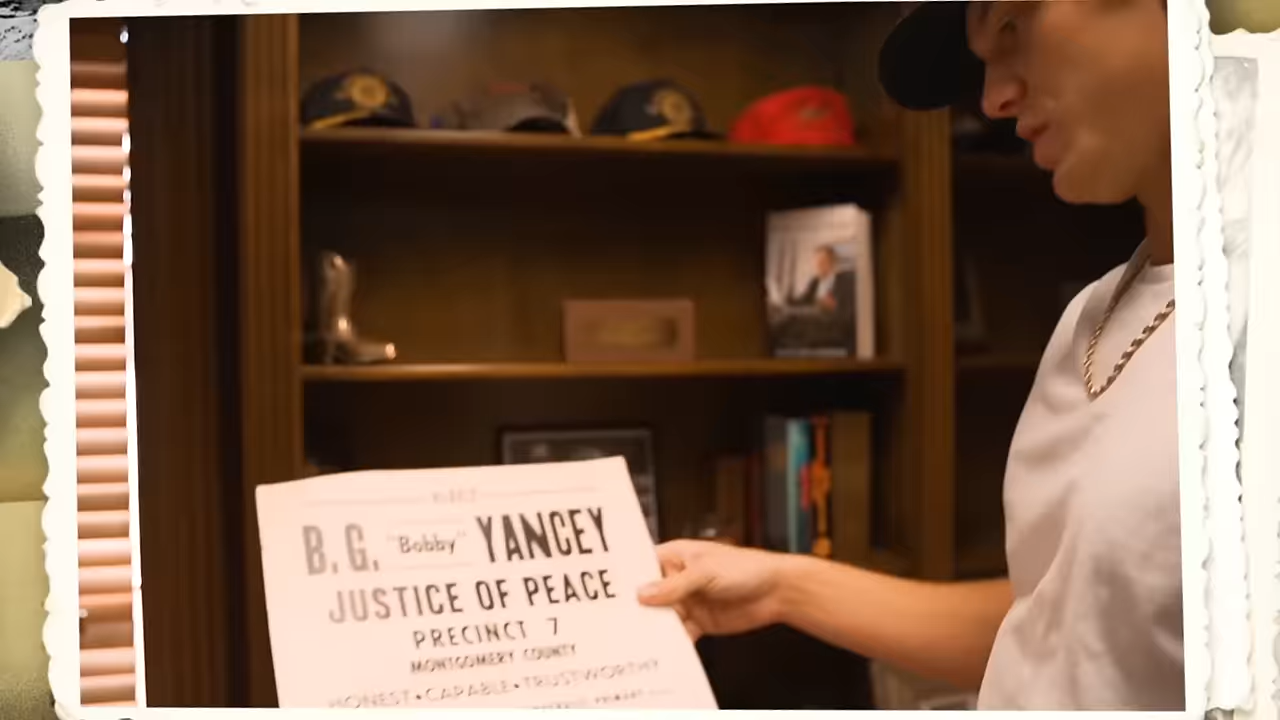 B.G. "Bobby" YANCEY
JUSTICE OF PEACE
PRECINCT 7
MONTGOMERY COUNTY
HONEST • CAPABLE • TRUSTWORTHY